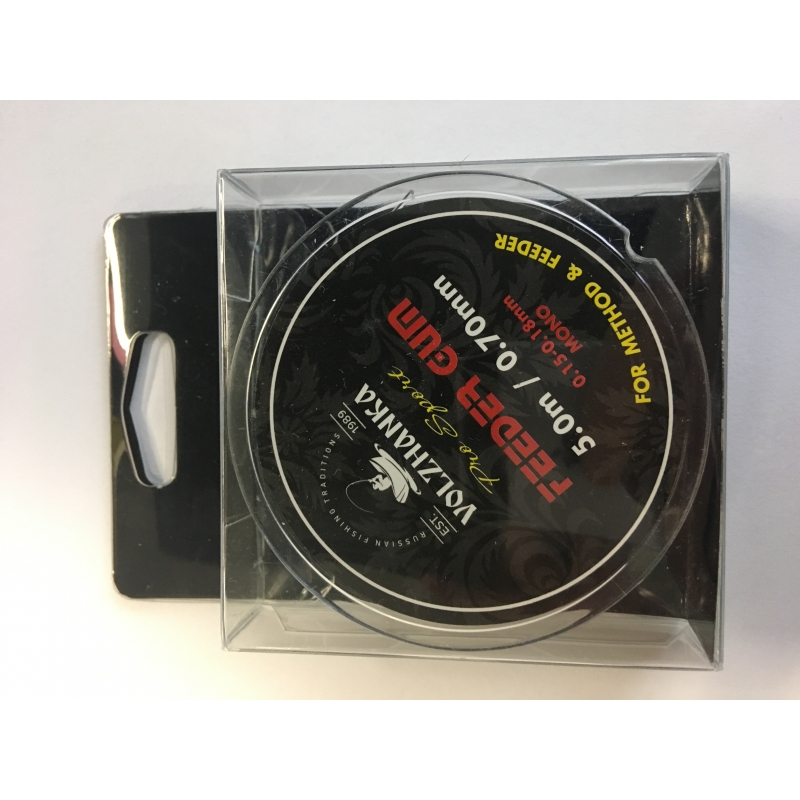 RUSSIAN FISHING TRADITIONS
EST. 1989
VOLZHANKA
Pro Sport
FEEDER GUM
5.0m / 0.70mm
0.15-0.18mm
MONO
FOR METHOD & FEEDER